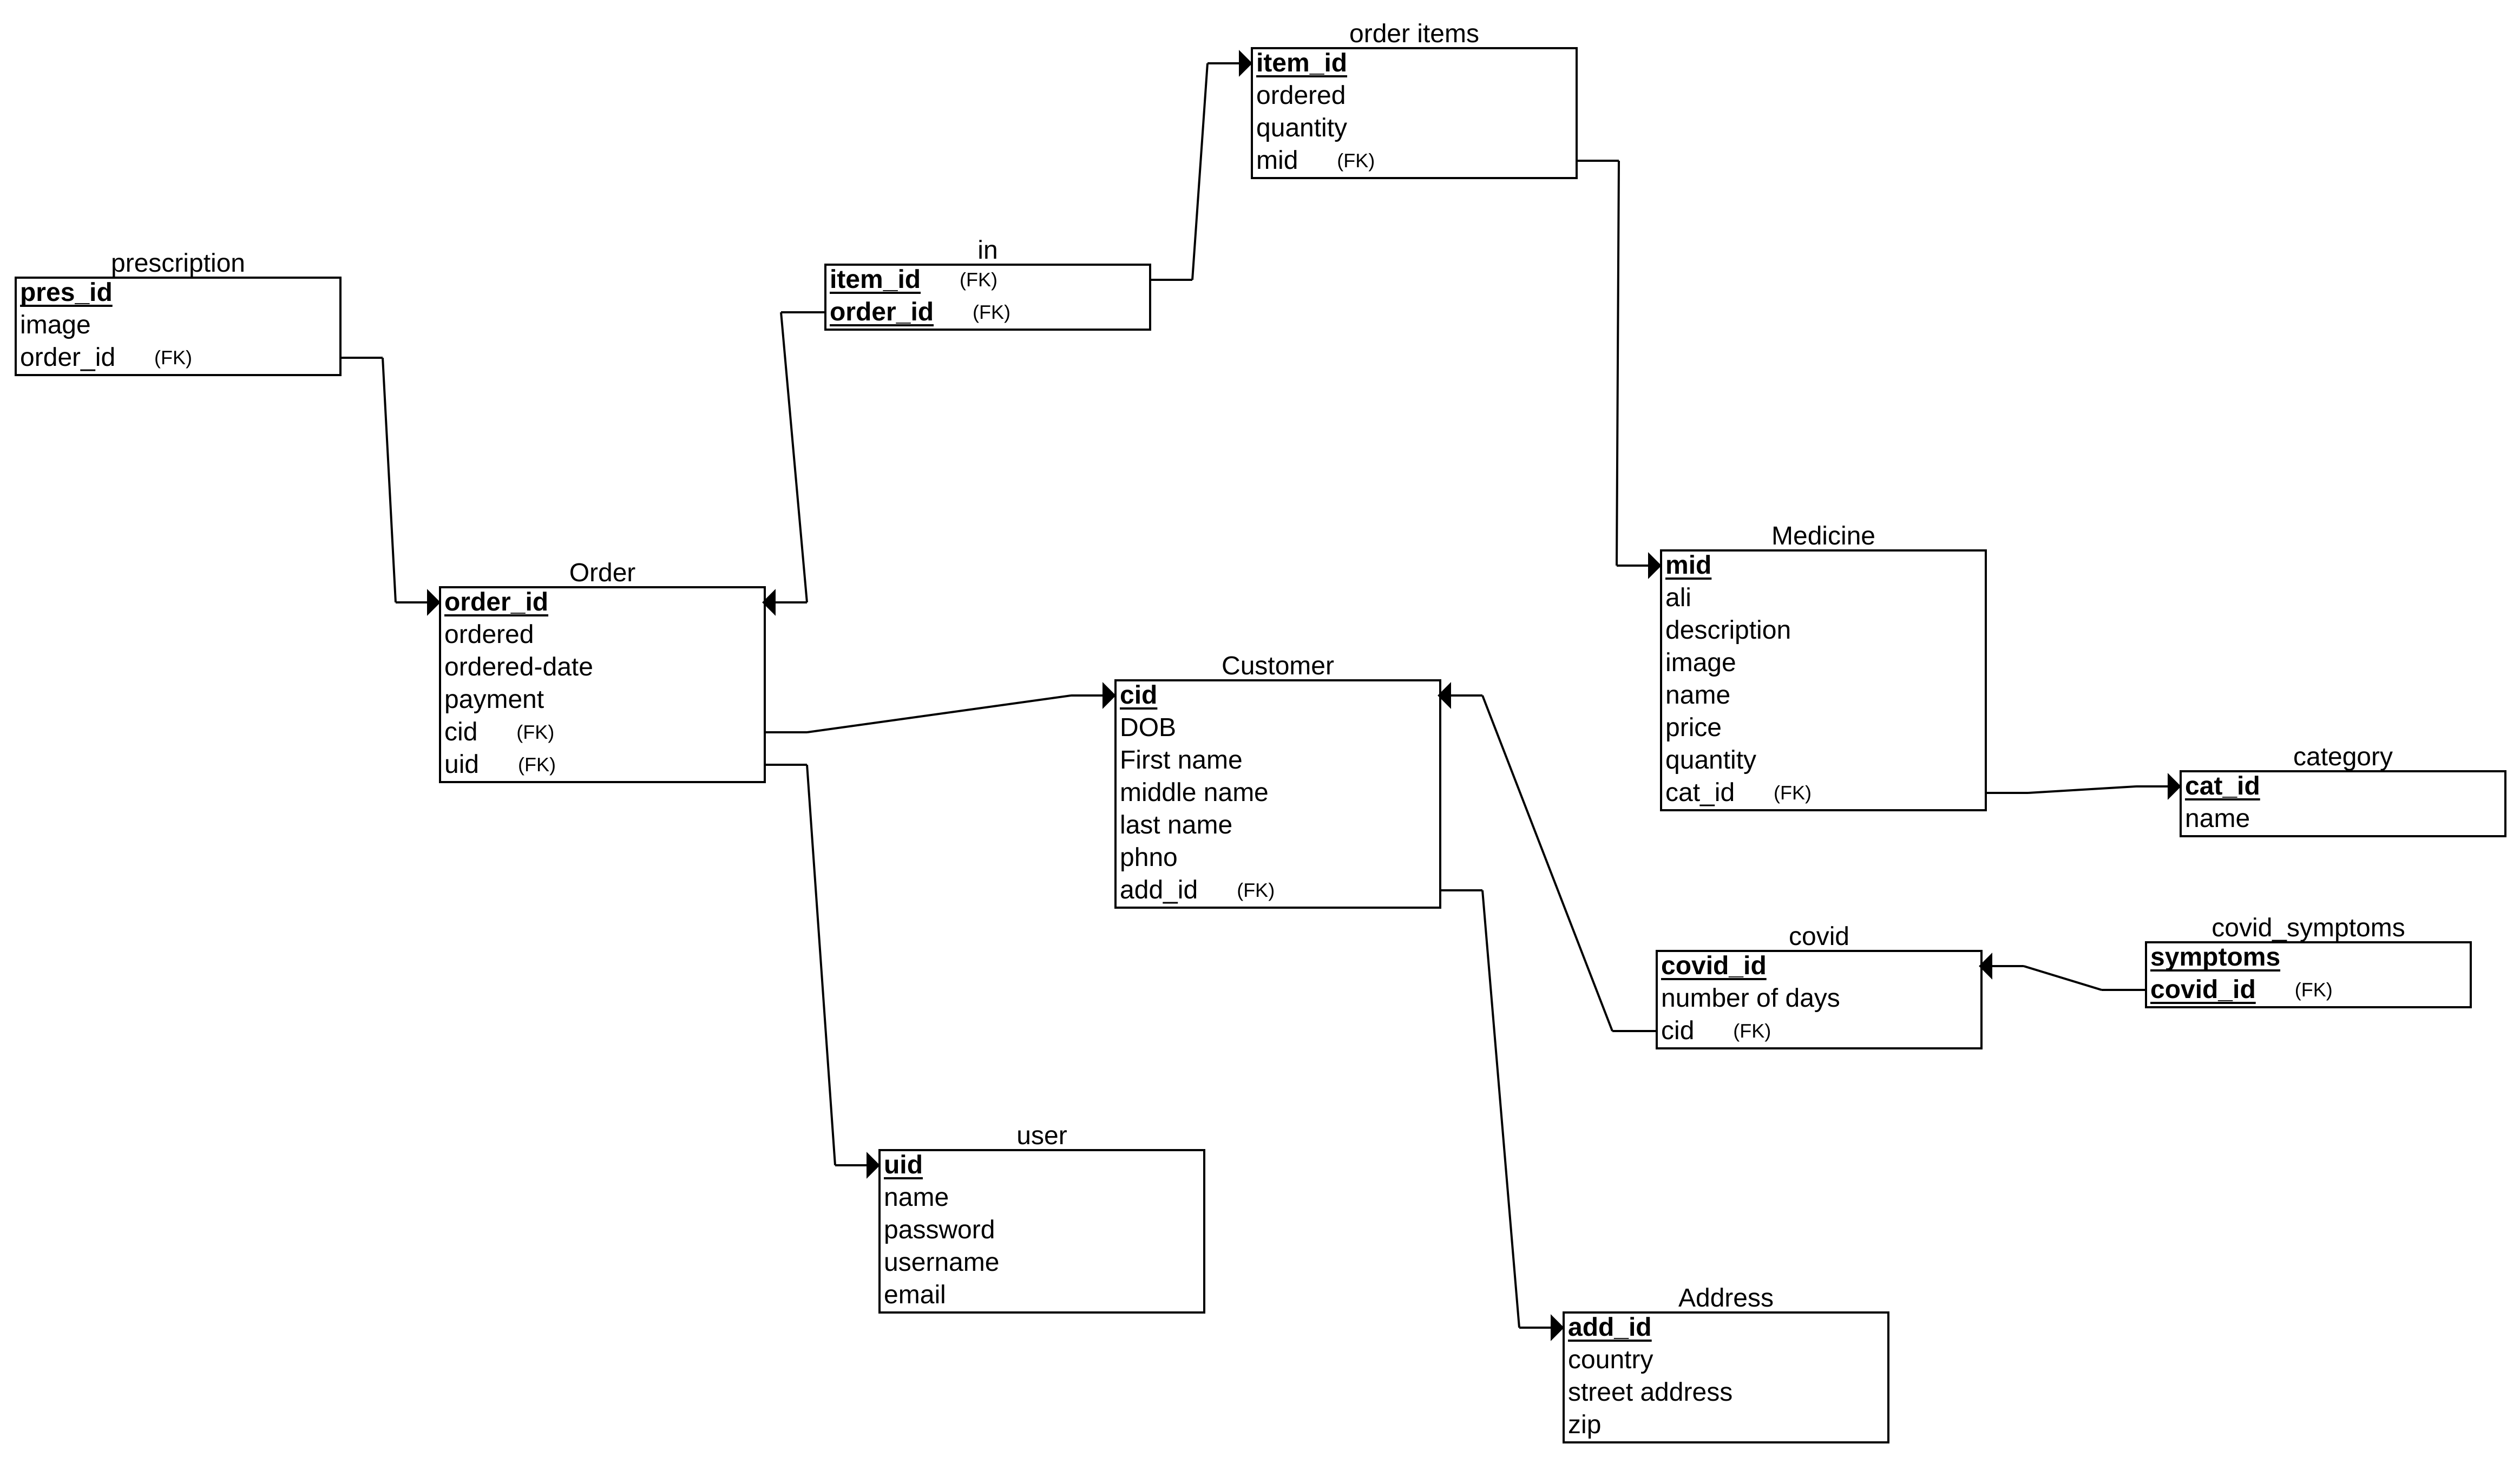 order items
item_id
ordered
quantity
mid (FK)
in
item_id (FK)
order_id (FK)
prescription
pres_id
image
order_id (FK)
Medicine
mid
ali
description
image
name
price
quantity
cat_id (FK)
Order
order_id
ordered
ordered-date
payment
cid (FK)
uid (FK)
Customer
cid
DOB
First name
middle name
last name
phno
add_id (FK)
category
cat_id
name
covid
covid_id
number of days
cid (FK)
covid_symptoms
symptoms
covid_id (FK)
user
uid
name
password
username
email
Address
add_id
country
street address
zip